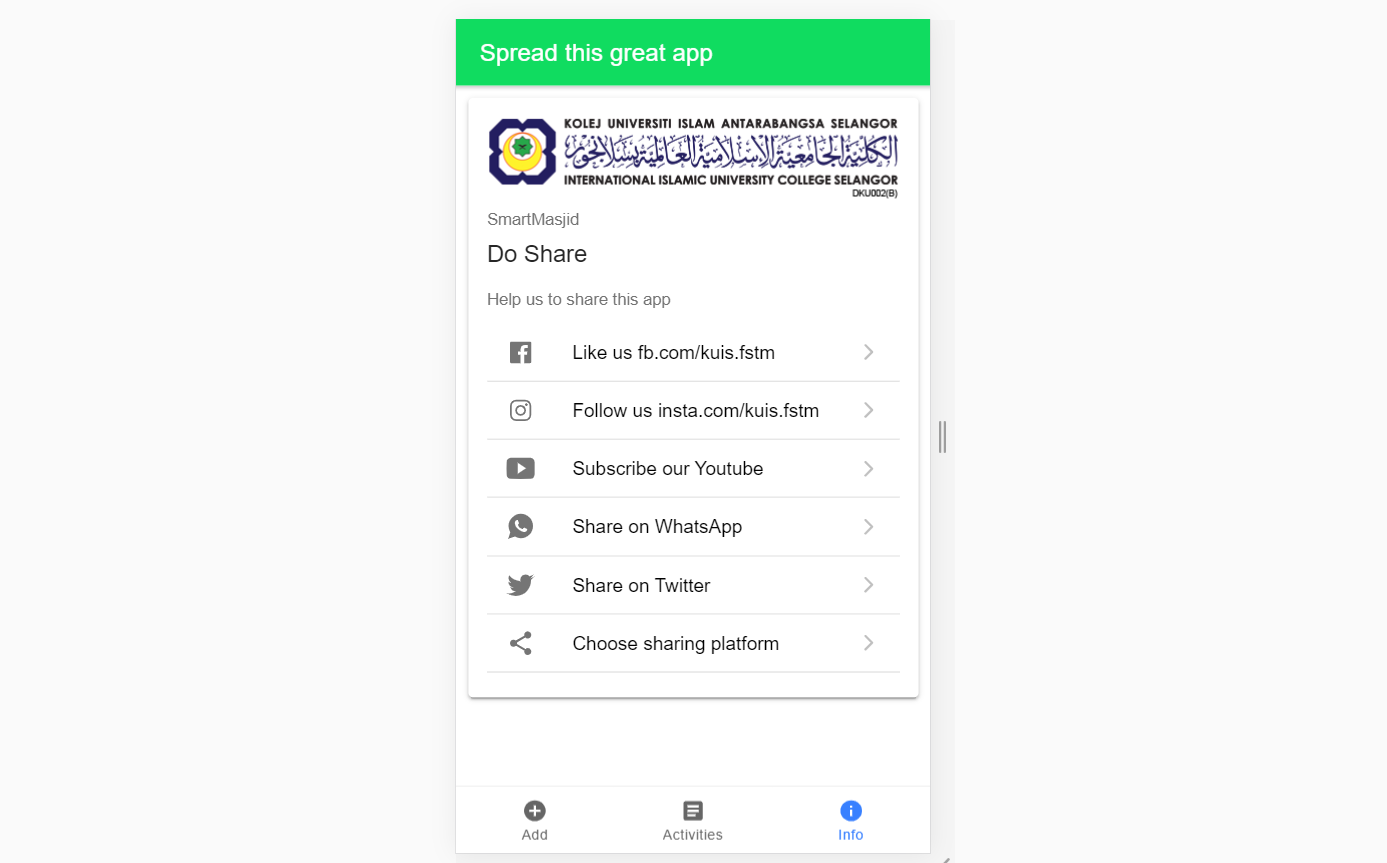 Spread this great app
KOLEJ UNIVERSITI ISLAM ANTARABANGSA SELANGOR
الكلية الجامعية الإسلامية العالمية بسلانجور
INTERNATIONAL ISLAMIC UNIVERSITY COLLEGE SELANGOR
DKU002(B)
SmartMasjid
Do Share
Help us to share this app
Like us fb.com/kuis.fstm
Follow us insta.com/kuis.fstm
Subscribe our Youtube
Share on WhatsApp
Share on Twitter
Choose sharing platform
Add
Activities
Info